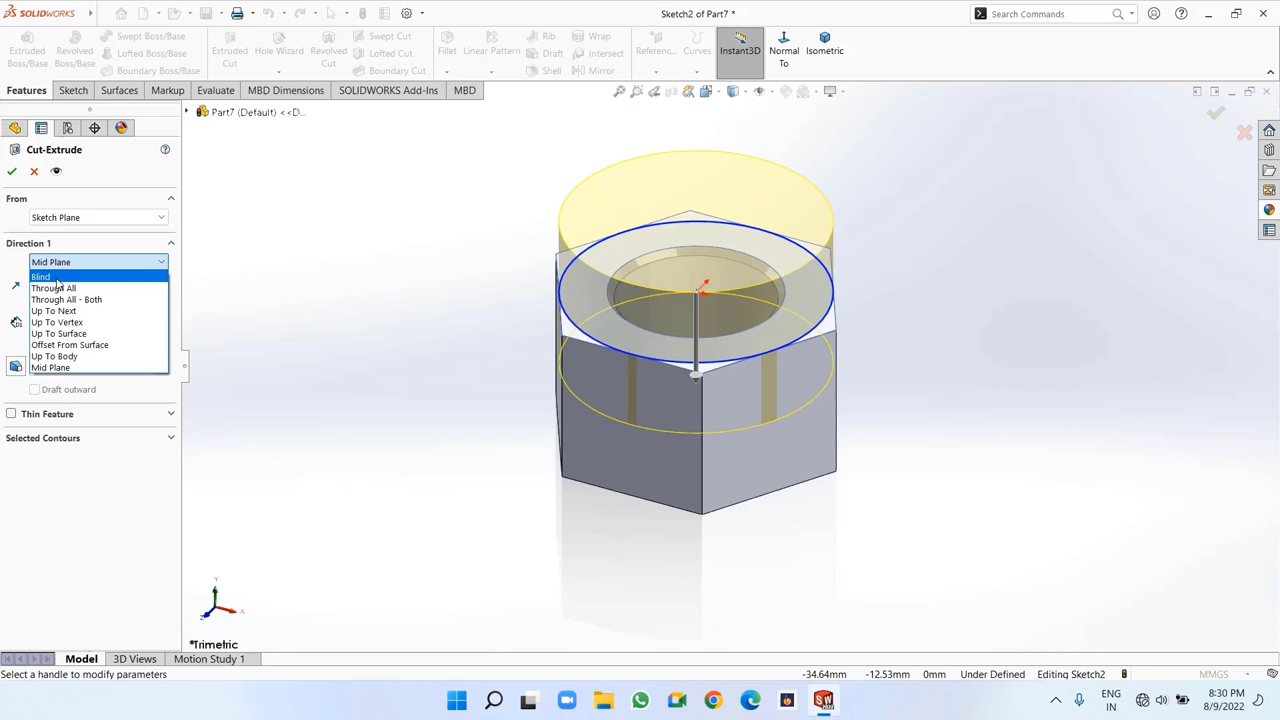 SOLIDWORKS
Sketch2 of Part7 *
Search Commands
Extruded Boss/Base
Revolved Boss/Base
Swept Boss/Base
Lofted Boss/Base
Boundary Boss/Base
Extruded Cut
Hole Wizard
Revolved Cut
Swept Cut
Lofted Cut
Boundary Cut
Fillet
Linear Pattern
Rib
Draft
Shell
Wrap
Intersect
Mirror
Referenc...
Curves
Instant3D
Normal To
Isometric
Features
Sketch
Surfaces
Markup
Evaluate
MBD Dimensions
SOLIDWORKS Add-Ins
MBD
Part7 (Default) <<D...
Cut-Extrude
From
Sketch Plane
Direction 1
Mid Plane
Blind
Through All
Through All - Both
Up To Next
Up To Vertex
Up To Surface
Offset From Surface
Up To Body
Mid Plane
Draft outward
Thin Feature
Selected Contours
Y
X
Z
*Trimetric
Model
3D Views
Motion Study 1
Select a handle to modify parameters
-34.64mm
-12.53mm
0mm
Under Defined
Editing Sketch2
MMGS
ENG
IN
8:30 PM
8/9/2022